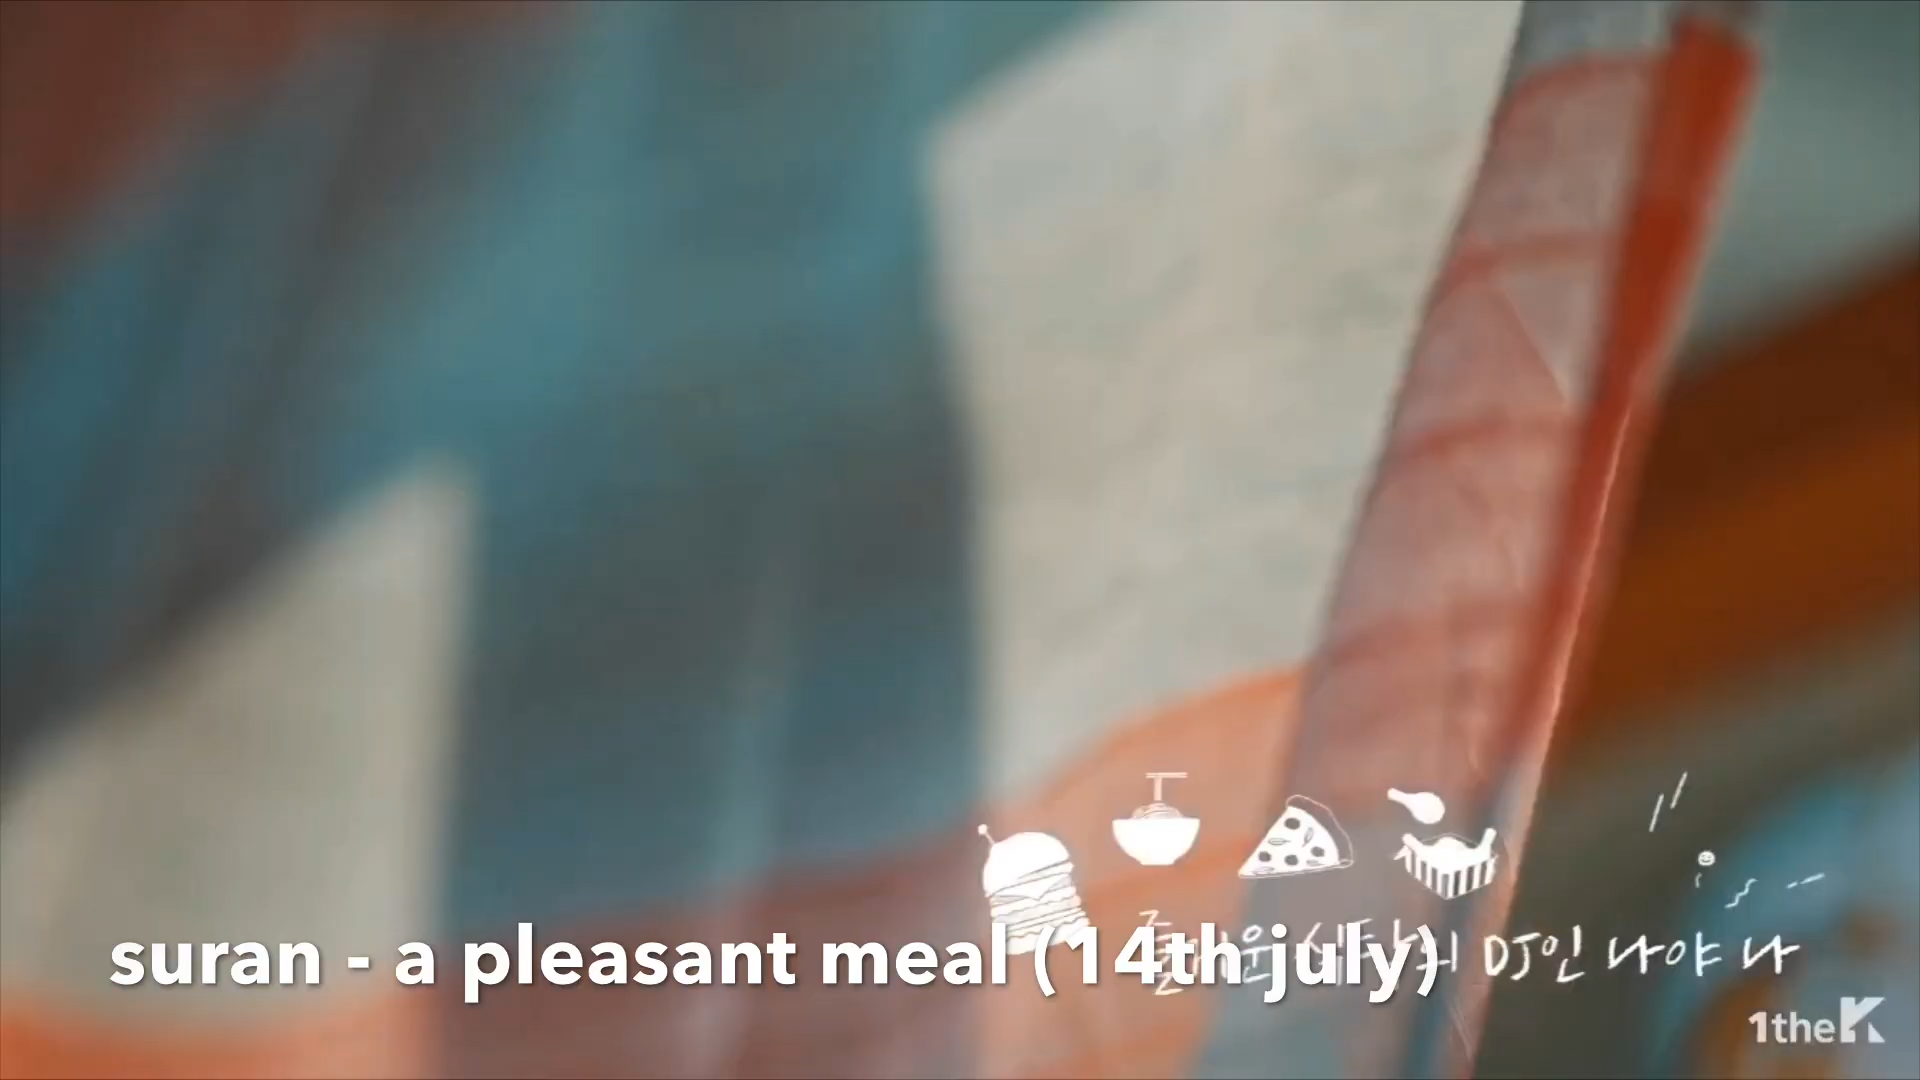 suran - a pleasant meal (14th july)
DJ인 나야 나
1theK